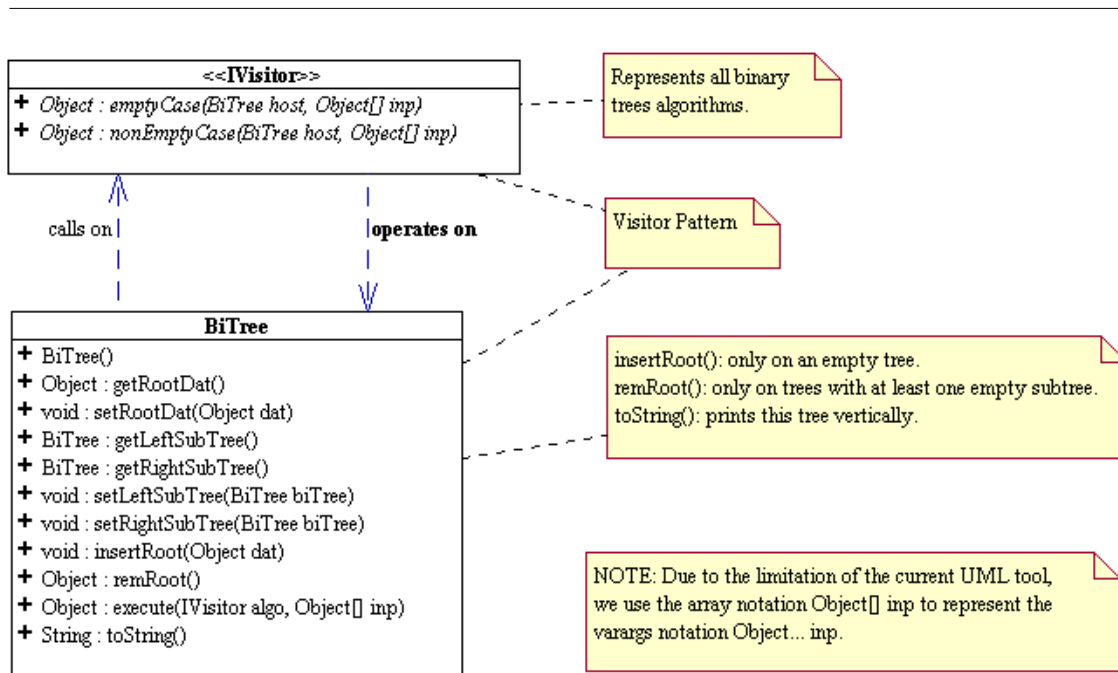 <<IVisitor>>
+ Object : emptyCase(BiTree host, Object[] inp)
+ Object : nonEmptyCase(BiTree host, Object[] inp)
Represents all binary
trees algorithms.
calls on
operates on
Visitor Pattern
BiTree
+ BiTree()
+ Object : getRootDat()
+ void : setRootDat(Object dat)
+ BiTree : getLeftSubTree()
+ BiTree : getRightSubTree()
+ void : setLeftSubTree(BiTree biTree)
+ void : setRightSubTree(BiTree biTree)
+ void : insertRoot(Object dat)
+ Object : remRoot()
+ Object : execute(IVisitor algo, Object[] inp)
+ String : toString()
insertRoot(): only on an empty tree.
remRoot(): only on trees with at least one empty subtree.
toString(): prints this tree vertically.
NOTE: Due to the limitation of the current UML tool,
we use the array notation Object[] inp to represent the
varargs notation Object... inp.